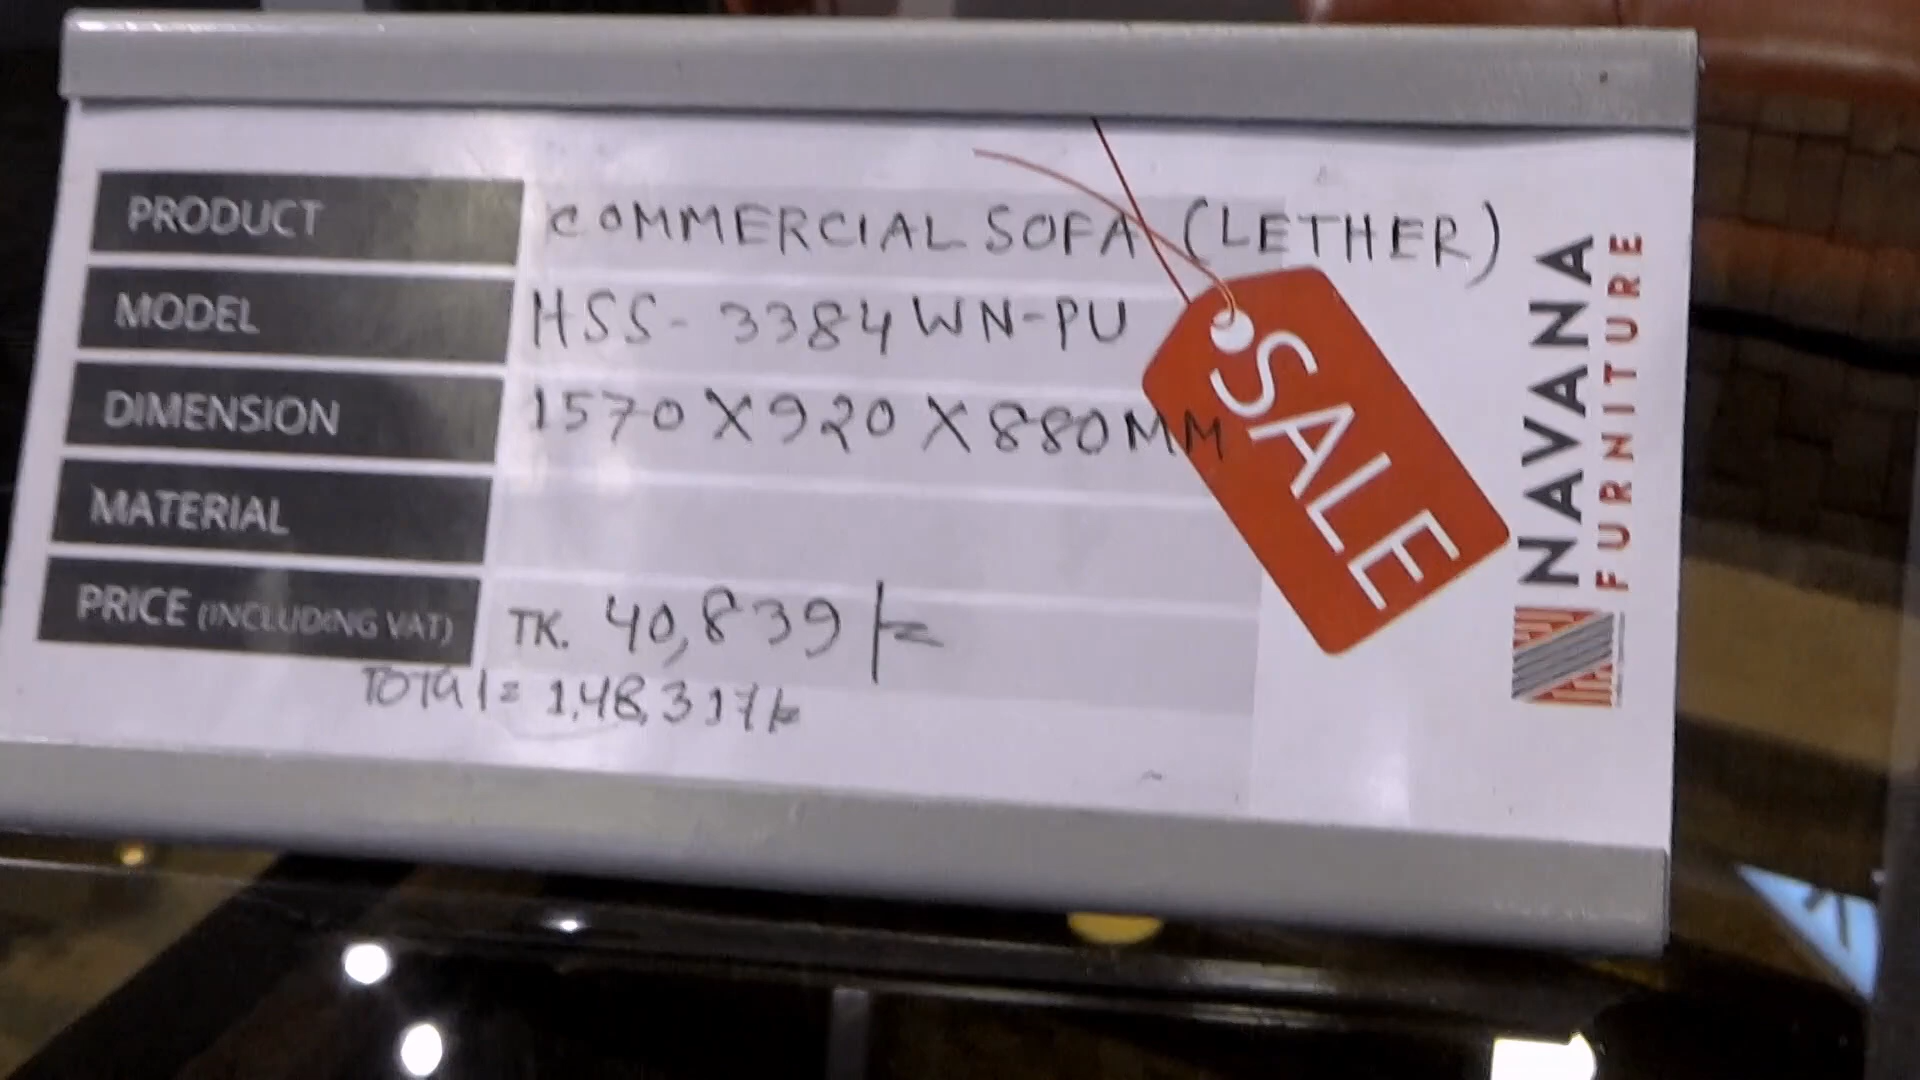 PRODUCT COMMERCIAL SOFA (LETHER)
MODEL HSS-3384WN-PU
DIMENSION 1570X920X880MM
MATERIAL
PRICE (INCLUDING VAT) TK. 40,839/=
TOTAl= 1,48,317/=
SALE
NAVANA
FURNITURE